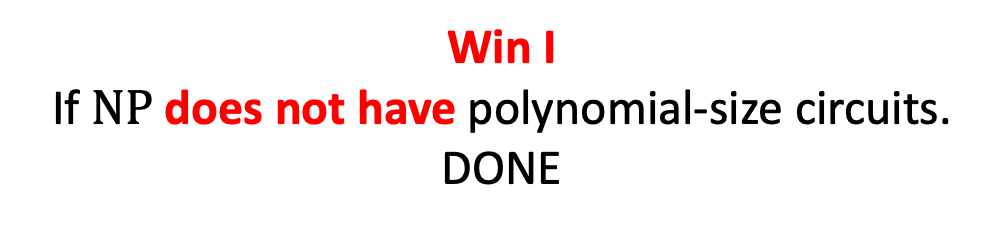 Win I
If NP does not have polynomial-size circuits.
DONE